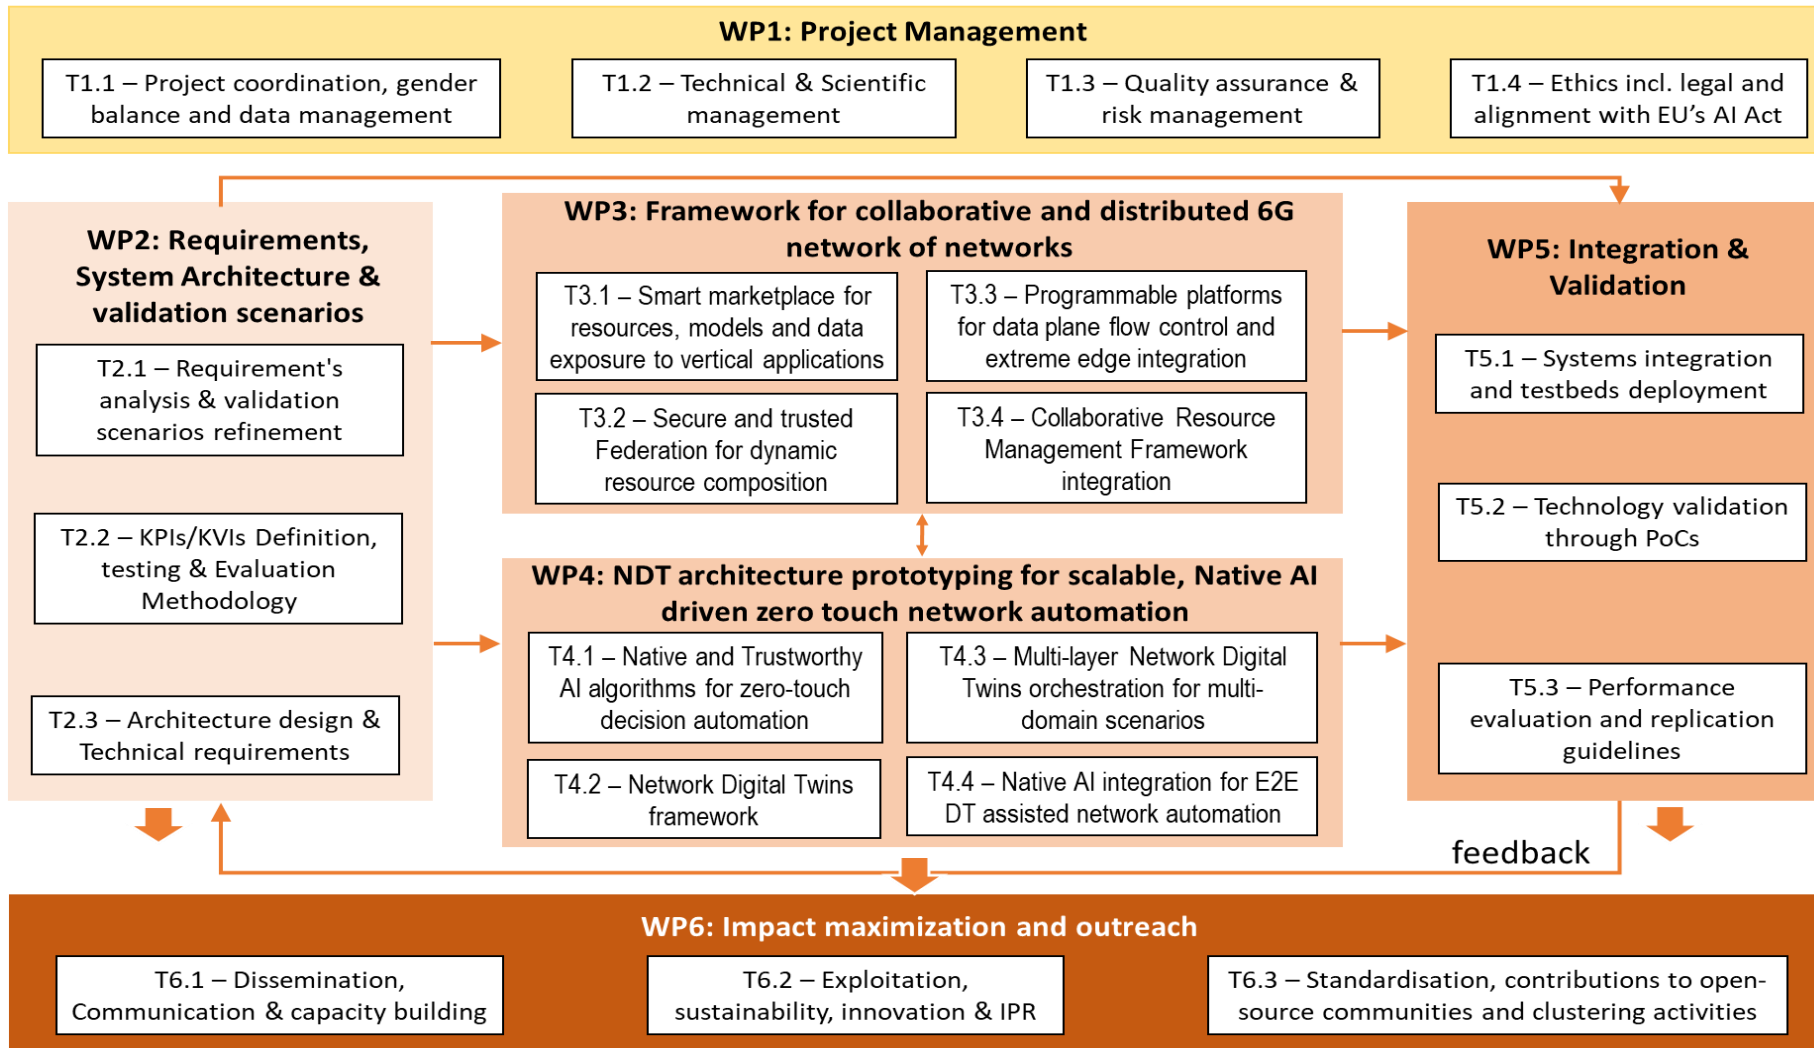 WP1: Project Management
T1.1 – Project coordination, gender
balance and data management
T1.2 – Technical & Scientific
management
T1.3 – Quality assurance &
risk management
T1.4 – Ethics incl. legal and
alignment with EU's AI Act
WP2: Requirements,
System Architecture &
validation scenarios
T2.1 – Requirement's
analysis & validation
scenarios refinement
T2.2 – KPIs/KVIs Definition,
testing & Evaluation
Methodology
T2.3 – Architecture design &
Technical requirements
WP3: Framework for collaborative and distributed 6G
network of networks
T3.1 – Smart marketplace for
resources, models and data
exposure to vertical applications
T3.2 – Secure and trusted
Federation for dynamic
resource composition
T3.3 – Programmable platforms
for data plane flow control and
extreme edge integration
T3.4 – Collaborative Resource
Management Framework
integration
WP4: NDT architecture prototyping for scalable, Native AI
driven zero touch network automation
T4.1 – Native and Trustworthy
AI algorithms for zero-touch
decision automation
T4.2 – Network Digital Twins
framework
T4.3 – Multi-layer Network Digital
Twins orchestration for multi-
domain scenarios
T4.4 – Native AI integration for E2E
DT assisted network automation
WP5: Integration &
Validation
T5.1 – Systems integration
and testbeds deployment
T5.2 – Technology validation
through PoCs
T5.3 – Performance
evaluation and replication
guidelines
feedback
WP6: Impact maximization and outreach
T6.1 – Dissemination,
Communication & capacity building
T6.2 – Exploitation,
sustainability, innovation & IPR
T6.3 – Standardisation, contributions to open-
source communities and clustering activities